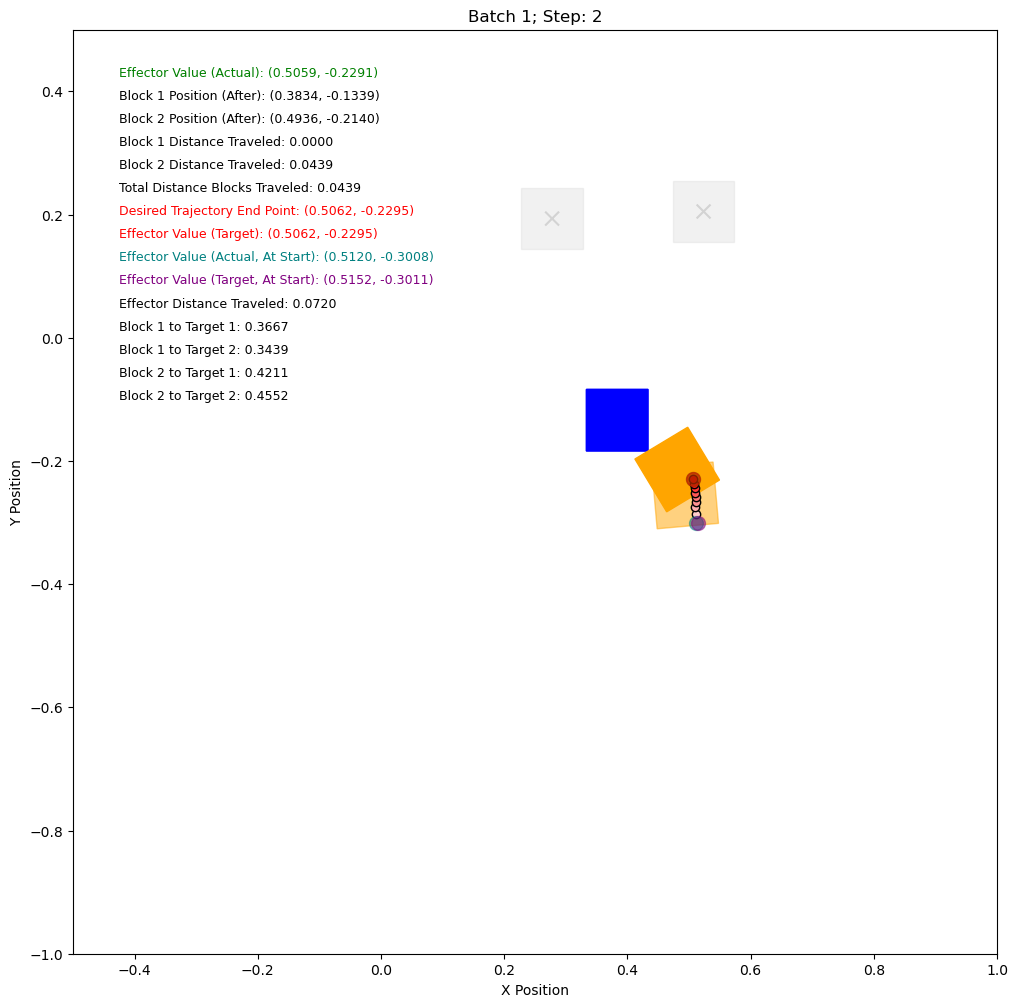 Batch 1; Step: 2
Effector Value (Actual): (0.5059, -0.2291)
Block 1 Position (After): (0.3834, -0.1339)
Block 2 Position (After): (0.4936, -0.2140)
Block 1 Distance Traveled: 0.0000
Block 2 Distance Traveled: 0.0439
Total Distance Blocks Traveled: 0.0439
Desired Trajectory End Point: (0.5062, -0.2295)
Effector Value (Target): (0.5062, -0.2295)
Effector Value (Actual, At Start): (0.5120, -0.3008)
Effector Value (Target, At Start): (0.5152, -0.3011)
Effector Distance Traveled: 0.0720
Block 1 to Target 1: 0.3667
Block 1 to Target 2: 0.3439
Block 2 to Target 1: 0.4211
Block 2 to Target 2: 0.4552
Y Position
0.4
0.2
0.0
−0.2
−0.4
−0.6
−0.8
−1.0
−0.4
−0.2
0.0
0.2
0.4
0.6
0.8
1.0
X Position